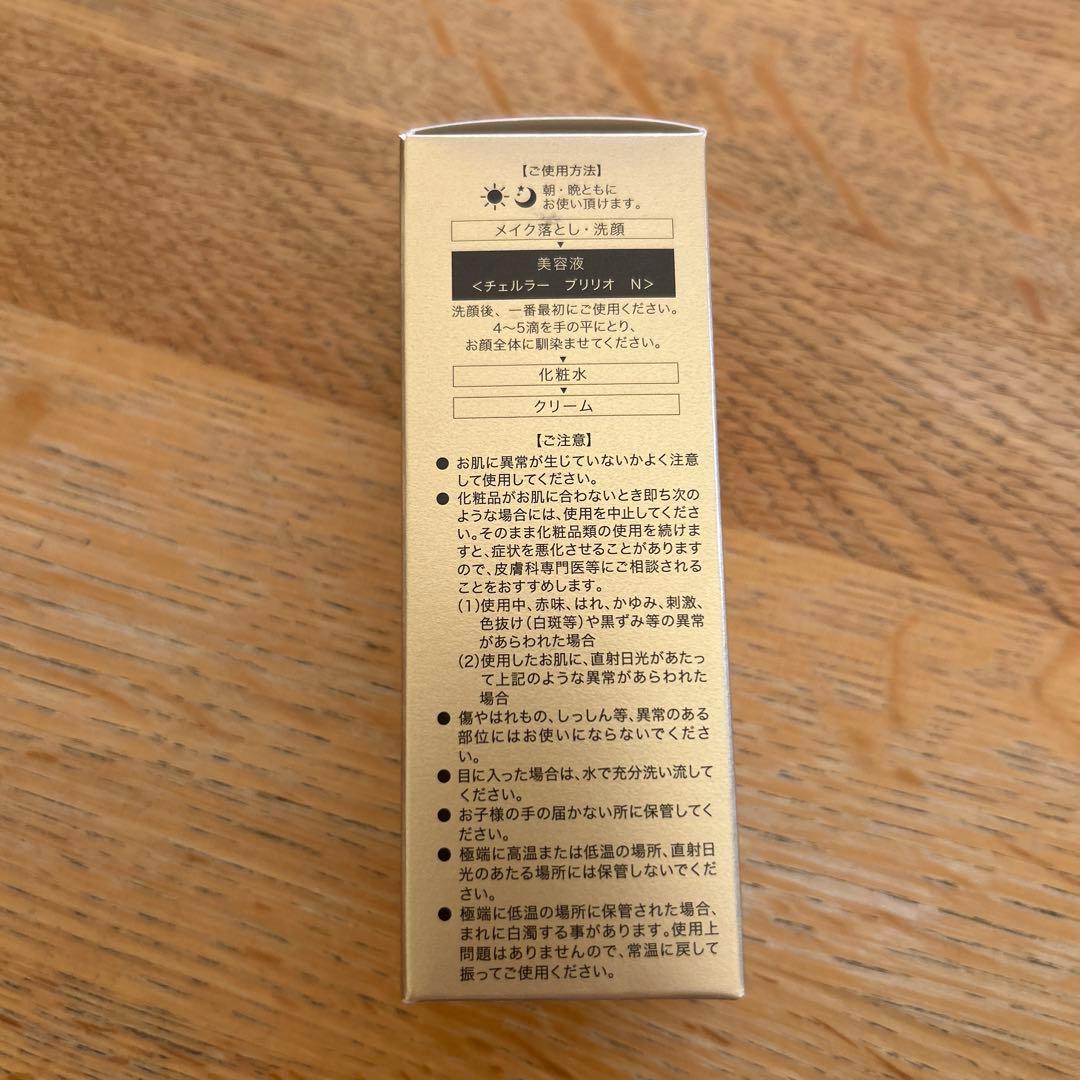 【ご使用方法】
朝・晩ともに
お使い頂けます。
メイク落とし・洗顔
▼
美容液
<チェルラー ブリリオ N>
洗顔後、一番最初にご使用ください。
4〜5滴を手の平にとり、
お顔全体に馴染ませてください。
▼
化粧水
▼
クリーム
【ご注意】
● お肌に異常が生じていないかよく注意
して使用してください。
● 化粧品がお肌に合わないとき即ち次の
ような場合には、使用を中止してくださ
い。そのまま化粧品類の使用を続けま
すと、症状を悪化させることがあります
ので、皮膚科専門医等にご相談される
ことをおすすめします。
(1)使用中、赤味、はれ、かゆみ、刺激、
色抜け(白斑等)や黒ずみ等の異常
があらわれた場合
(2)使用したお肌に、直射日光があたっ
て上記のような異常があらわれた
場合
● 傷やはれもの、しっしん等、異常のある
部位にはお使いにならないでくださ
い。
● 目に入った場合は、水で充分洗い流して
ください。
● お子様の手の届かない所に保管してく
ださい。
● 極端に高温または低温の場所、直射日
光のあたる場所には保管しないでくだ
さい。
● 極端に低温の場所に保管された場合、
まれに白濁する事があります。使用上
問題はありませんので、常温に戻して
振ってご使用ください。